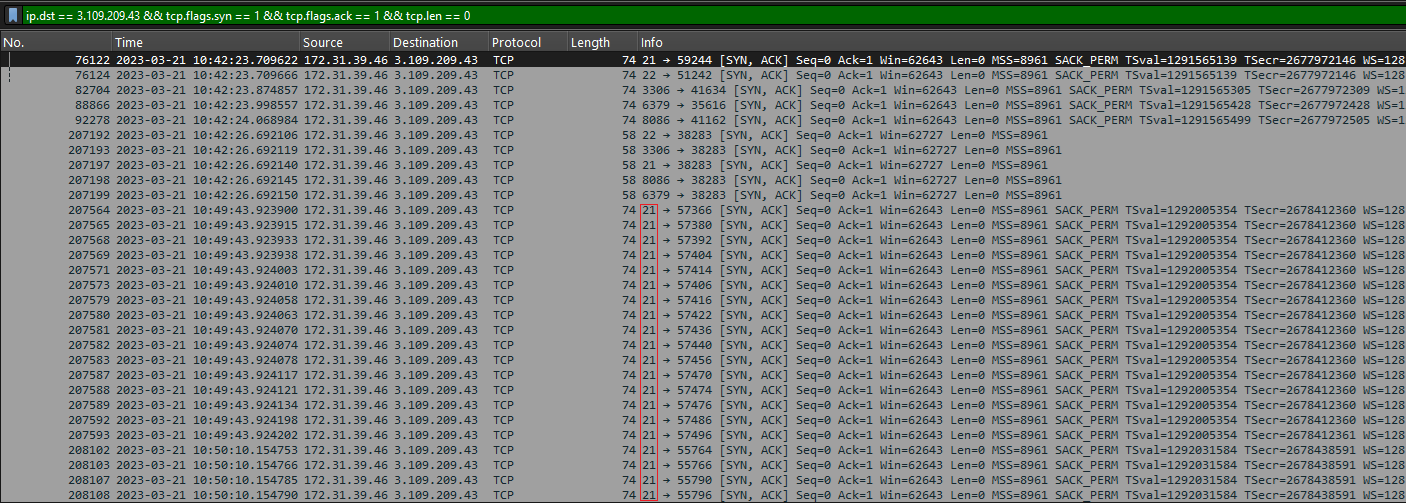 ip.dst == 3.109.209.43 && tcp.flags.syn == 1 && tcp.flags.ack == 1 && tcp.len == 0
No. Time Source Destination Protocol Length Info
76122 2023-03-21 10:42:23.709622 172.31.39.46 3.109.209.43 TCP 74 21 → 59244 [SYN, ACK] Seq=0 Ack=1 Win=62643 Len=0 MSS=8961 SACK_PERM TSval=1291565139 TSecr=2677972146 WS=128
76124 2023-03-21 10:42:23.709666 172.31.39.46 3.109.209.43 TCP 74 22 → 51242 [SYN, ACK] Seq=0 Ack=1 Win=62643 Len=0 MSS=8961 SACK_PERM TSval=1291565139 TSecr=2677972146 WS=128
82704 2023-03-21 10:42:23.874857 172.31.39.46 3.109.209.43 TCP 74 3306 → 41634 [SYN, ACK] Seq=0 Ack=1 Win=62643 Len=0 MSS=8961 SACK_PERM TSval=1291565305 TSecr=2677972309 WS=1
88866 2023-03-21 10:42:23.998557 172.31.39.46 3.109.209.43 TCP 74 6379 → 35616 [SYN, ACK] Seq=0 Ack=1 Win=62643 Len=0 MSS=8961 SACK_PERM TSval=1291565428 TSecr=2677972428 WS=1
92278 2023-03-21 10:42:24.068984 172.31.39.46 3.109.209.43 TCP 74 8086 → 41162 [SYN, ACK] Seq=0 Ack=1 Win=62643 Len=0 MSS=8961 SACK_PERM TSval=1291565499 TSecr=2677972505 WS=1
207192 2023-03-21 10:42:26.692106 172.31.39.46 3.109.209.43 TCP 58 22 → 38283 [SYN, ACK] Seq=0 Ack=1 Win=62727 Len=0 MSS=8961
207193 2023-03-21 10:42:26.692119 172.31.39.46 3.109.209.43 TCP 58 3306 → 38283 [SYN, ACK] Seq=0 Ack=1 Win=62727 Len=0 MSS=8961
207197 2023-03-21 10:42:26.692140 172.31.39.46 3.109.209.43 TCP 58 21 → 38283 [SYN, ACK] Seq=0 Ack=1 Win=62727 Len=0 MSS=8961
207198 2023-03-21 10:42:26.692145 172.31.39.46 3.109.209.43 TCP 58 8086 → 38283 [SYN, ACK] Seq=0 Ack=1 Win=62727 Len=0 MSS=8961
207199 2023-03-21 10:42:26.692150 172.31.39.46 3.109.209.43 TCP 58 6379 → 38283 [SYN, ACK] Seq=0 Ack=1 Win=62727 Len=0 MSS=8961
207564 2023-03-21 10:49:43.923900 172.31.39.46 3.109.209.43 TCP 74 21 → 57366 [SYN, ACK] Seq=0 Ack=1 Win=62643 Len=0 MSS=8961 SACK_PERM TSval=1292005354 TSecr=2678412360 WS=128
207565 2023-03-21 10:49:43.923915 172.31.39.46 3.109.209.43 TCP 74 21 → 57380 [SYN, ACK] Seq=0 Ack=1 Win=62643 Len=0 MSS=8961 SACK_PERM TSval=1292005354 TSecr=2678412360 WS=128
207568 2023-03-21 10:49:43.923933 172.31.39.46 3.109.209.43 TCP 74 21 → 57392 [SYN, ACK] Seq=0 Ack=1 Win=62643 Len=0 MSS=8961 SACK_PERM TSval=1292005354 TSecr=2678412360 WS=128
207569 2023-03-21 10:49:43.923938 172.31.39.46 3.109.209.43 TCP 74 21 → 57404 [SYN, ACK] Seq=0 Ack=1 Win=62643 Len=0 MSS=8961 SACK_PERM TSval=1292005354 TSecr=2678412360 WS=128
207571 2023-03-21 10:49:43.924003 172.31.39.46 3.109.209.43 TCP 74 21 → 57414 [SYN, ACK] Seq=0 Ack=1 Win=62643 Len=0 MSS=8961 SACK_PERM TSval=1292005354 TSecr=2678412360 WS=128
207573 2023-03-21 10:49:43.924010 172.31.39.46 3.109.209.43 TCP 74 21 → 57406 [SYN, ACK] Seq=0 Ack=1 Win=62643 Len=0 MSS=8961 SACK_PERM TSval=1292005354 TSecr=2678412360 WS=128
207579 2023-03-21 10:49:43.924058 172.31.39.46 3.109.209.43 TCP 74 21 → 57416 [SYN, ACK] Seq=0 Ack=1 Win=62643 Len=0 MSS=8961 SACK_PERM TSval=1292005354 TSecr=2678412360 WS=128
207580 2023-03-21 10:49:43.924063 172.31.39.46 3.109.209.43 TCP 74 21 → 57422 [SYN, ACK] Seq=0 Ack=1 Win=62643 Len=0 MSS=8961 SACK_PERM TSval=1292005354 TSecr=2678412360 WS=128
207581 2023-03-21 10:49:43.924070 172.31.39.46 3.109.209.43 TCP 74 21 → 57436 [SYN, ACK] Seq=0 Ack=1 Win=62643 Len=0 MSS=8961 SACK_PERM TSval=1292005354 TSecr=2678412360 WS=128
207582 2023-03-21 10:49:43.924074 172.31.39.46 3.109.209.43 TCP 74 21 → 57440 [SYN, ACK] Seq=0 Ack=1 Win=62643 Len=0 MSS=8961 SACK_PERM TSval=1292005354 TSecr=2678412360 WS=128
207583 2023-03-21 10:49:43.924078 172.31.39.46 3.109.209.43 TCP 74 21 → 57456 [SYN, ACK] Seq=0 Ack=1 Win=62643 Len=0 MSS=8961 SACK_PERM TSval=1292005354 TSecr=2678412360 WS=128
207587 2023-03-21 10:49:43.924117 172.31.39.46 3.109.209.43 TCP 74 21 → 57470 [SYN, ACK] Seq=0 Ack=1 Win=62643 Len=0 MSS=8961 SACK_PERM TSval=1292005354 TSecr=2678412360 WS=128
207588 2023-03-21 10:49:43.924121 172.31.39.46 3.109.209.43 TCP 74 21 → 57474 [SYN, ACK] Seq=0 Ack=1 Win=62643 Len=0 MSS=8961 SACK_PERM TSval=1292005354 TSecr=2678412360 WS=128
207589 2023-03-21 10:49:43.924134 172.31.39.46 3.109.209.43 TCP 74 21 → 57476 [SYN, ACK] Seq=0 Ack=1 Win=62643 Len=0 MSS=8961 SACK_PERM TSval=1292005354 TSecr=2678412360 WS=128
207592 2023-03-21 10:49:43.924198 172.31.39.46 3.109.209.43 TCP 74 21 → 57486 [SYN, ACK] Seq=0 Ack=1 Win=62643 Len=0 MSS=8961 SACK_PERM TSval=1292005354 TSecr=2678412360 WS=128
207593 2023-03-21 10:49:43.924202 172.31.39.46 3.109.209.43 TCP 74 21 → 57496 [SYN, ACK] Seq=0 Ack=1 Win=62643 Len=0 MSS=8961 SACK_PERM TSval=1292005354 TSecr=2678412361 WS=128
208102 2023-03-21 10:50:10.154753 172.31.39.46 3.109.209.43 TCP 74 21 → 55764 [SYN, ACK] Seq=0 Ack=1 Win=62643 Len=0 MSS=8961 SACK_PERM TSval=1292031584 TSecr=2678438591 WS=128
208103 2023-03-21 10:50:10.154766 172.31.39.46 3.109.209.43 TCP 74 21 → 55766 [SYN, ACK] Seq=0 Ack=1 Win=62643 Len=0 MSS=8961 SACK_PERM TSval=1292031584 TSecr=2678438591 WS=128
208107 2023-03-21 10:50:10.154785 172.31.39.46 3.109.209.43 TCP 74 21 → 55790 [SYN, ACK] Seq=0 Ack=1 Win=62643 Len=0 MSS=8961 SACK_PERM TSval=1292031584 TSecr=2678438591 WS=128
208108 2023-03-21 10:50:10.154790 172.31.39.46 3.109.209.43 TCP 74 21 → 55796 [SYN, ACK] Seq=0 Ack=1 Win=62643 Len=0 MSS=8961 SACK_PERM TSval=1292031584 TSecr=2678438591 WS=128